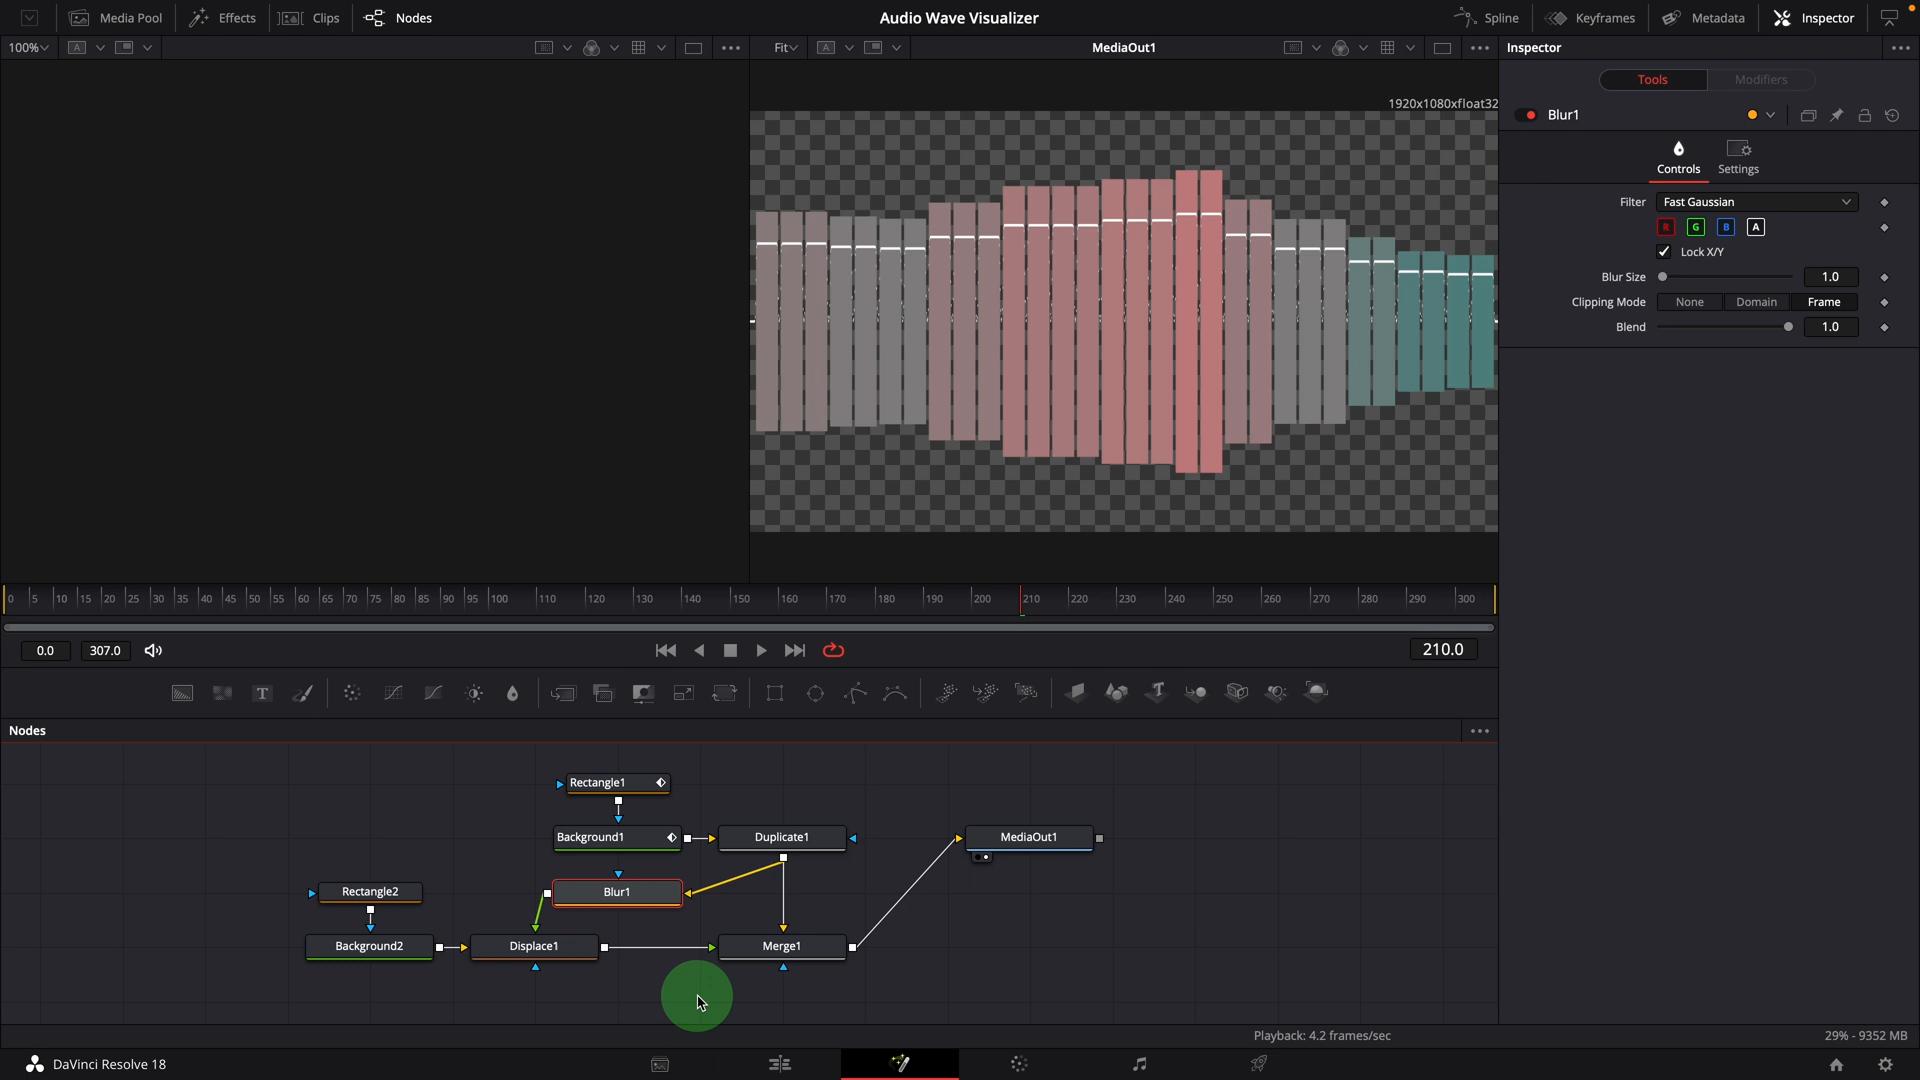 Media Pool Effects Clips Nodes Audio Wave Visualizer Spline Keyframes Metadata Inspector
100% A Fit A MediaOut1 Inspector
Tools Modifiers
1920x1080xfloat32
Blur1
Controls Settings
Filter Fast Gaussian
R G B A
Lock X/Y
Blur Size 1.0
Clipping Mode None Domain Frame
Blend 1.0
0 5 10 15 20 25 30 35 40 45 50 55 60 65 70 75 80 85 90 95 100 110 120 130 140 150 160 170 180 190 200 210 220 230 240 250 260 270 280 290 300
0.0 307.0 210.0
T T
Nodes
Rectangle1
Background1 Duplicate1 MediaOut1
Rectangle2 Blur1
Background2 Displace1 Merge1
Playback: 4.2 frames/sec 29% - 9352 MB
DaVinci Resolve 18